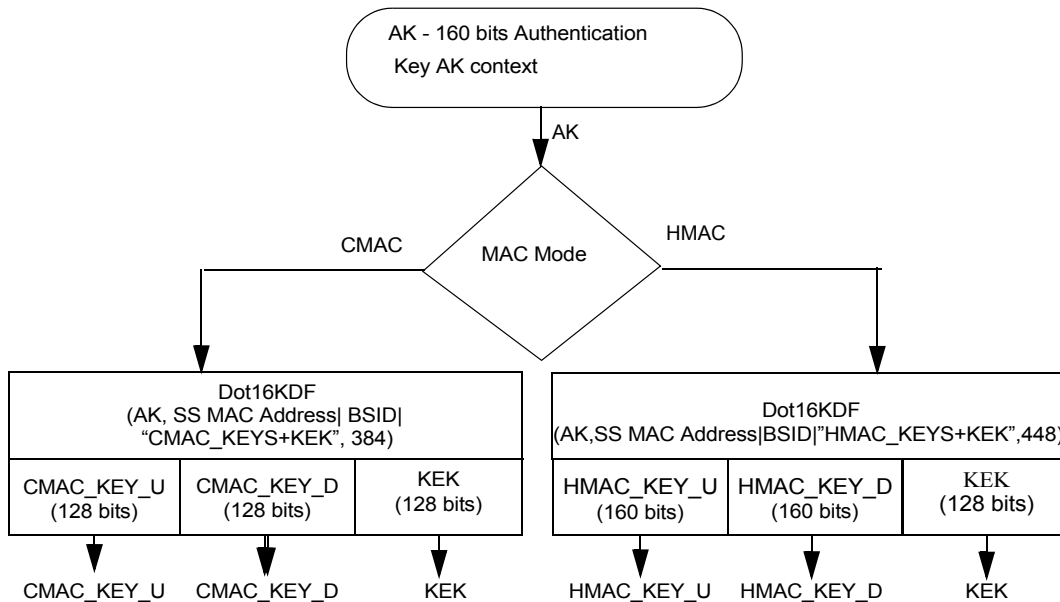 AK - 160 bits Authentication
Key AK context
AK
MAC Mode
CMAC
HMAC
Dot16KDF
(AK, SS MAC Address| BSID|
“CMAC_KEYS+KEK”, 384)
CMAC_KEY_U
(128 bits)
CMAC_KEY_D
(128 bits)
KEK
(128 bits)
CMAC_KEY_U
CMAC_KEY_D
KEK
Dot16KDF
(AK,SS MAC Address|BSID|”HMAC_KEYS+KEK”,448)
HMAC_KEY_U
(160 bits)
HMAC_KEY_D
(160 bits)
KEK
(128 bits)
HMAC_KEY_U
HMAC_KEY_D
KEK